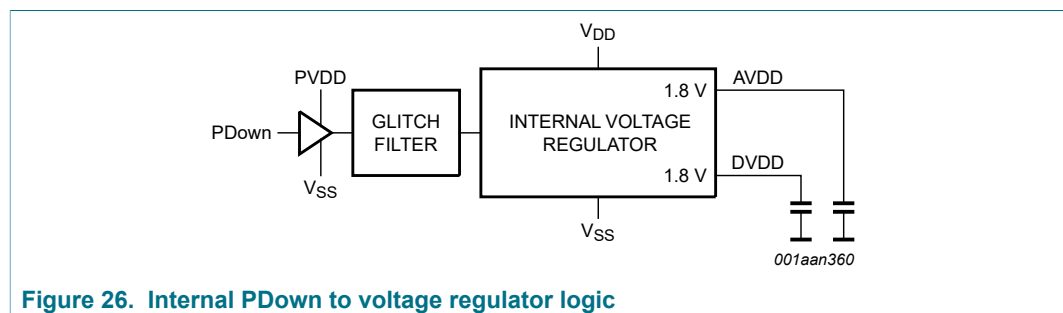 VDD
PVDD
PDown
VSS
GLITCH
FILTER
INTERNAL VOLTAGE
REGULATOR
1.8 V
AVDD
1.8 V
DVDD
VSS
001aan360
Figure 26. Internal PDown to voltage regulator logic